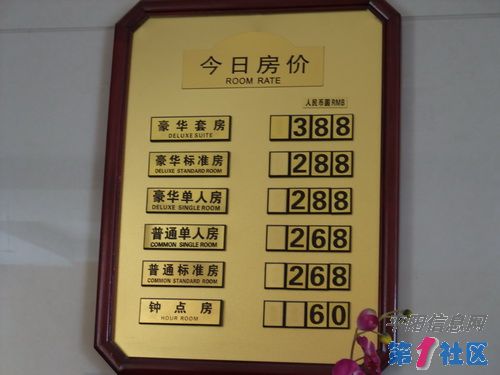 今日房价
ROOM RATE
人民币圆RMB
豪华套房 388
DELUXE SUITE
豪华标准房 288
DELUXE STANDARD ROOM
豪华单人房 288
DELUXE SINGLE ROOM
普通单人房 268
COMMON SINGLE ROOM
普通标准房 268
COMMON STANDARD ROOM
钟点房 60
HOUR ROOM
信息网
第1社区